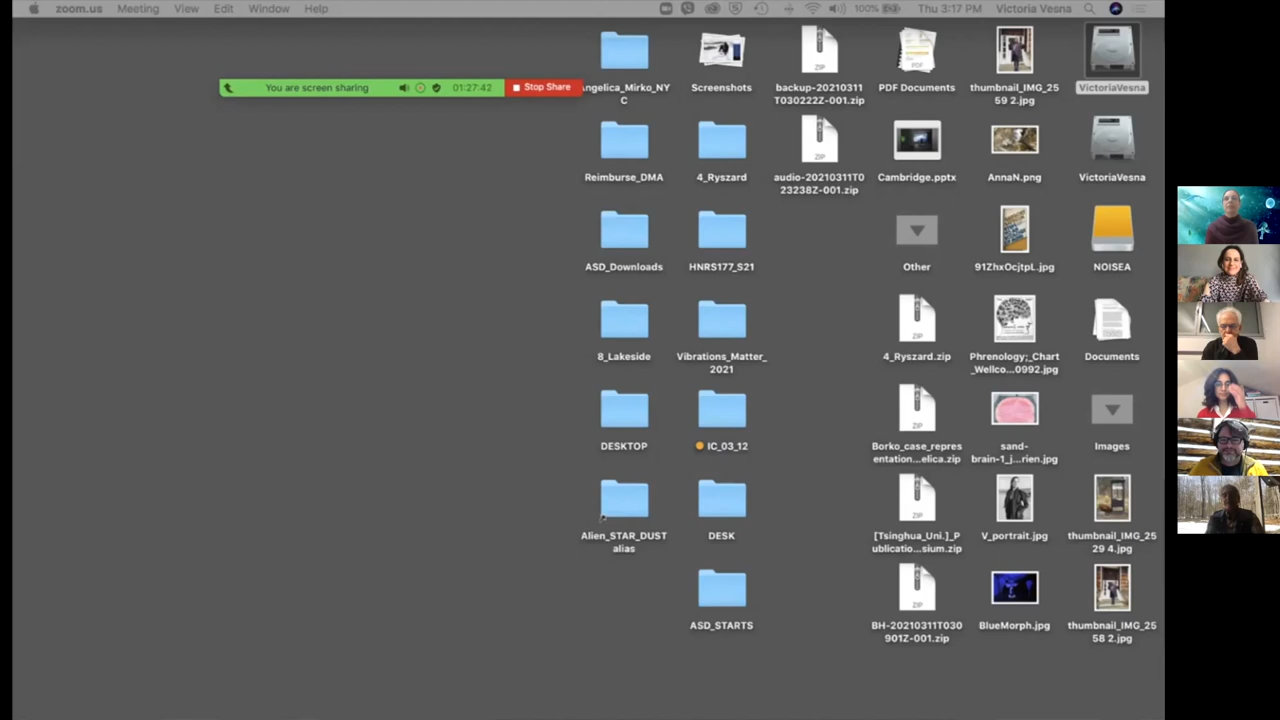 zoom.us Meeting View Edit Window Help 100% Thu 3:17 PM Victoria Vesna
You are screen sharing 01:27:42 Stop Share
Angelica_Mirko_NY
C
Screenshots
backup-20210311
T030222Z-001.zip
PDF Documents
thumbnail_IMG_25
59 2.jpg
VictoriaVesna
Reimburse_DMA
4_Ryszard
audio-20210311T0
23238Z-001.zip
Cambridge.pptx
AnnaN.png
VictoriaVesna
ASD_Downloads
HNRS177_S21
Other
91ZhxOcjtpL.jpg
NOISEA
8_Lakeside
Vibrations_Matter_
2021
4_Ryszard.zip
Phrenology;_Chart
_Wellco...0992.jpg
Documents
DESKTOP
IC_03_12
Borko_case_repres
entation...elica.zip
sand-
brain-1_j...rien.jpg
Images
Alien_STAR_DUST
alias
DESK
[Tsinghua_Uni.]_P
ublicatio...sium.zip
V_portrait.jpg
thumbnail_IMG_25
29 4.jpg
ASD_STARTS
BH-20210311T030
901Z-001.zip
BlueMorph.jpg
thumbnail_IMG_25
58 2.jpg
ZIP
ZIP
PDF